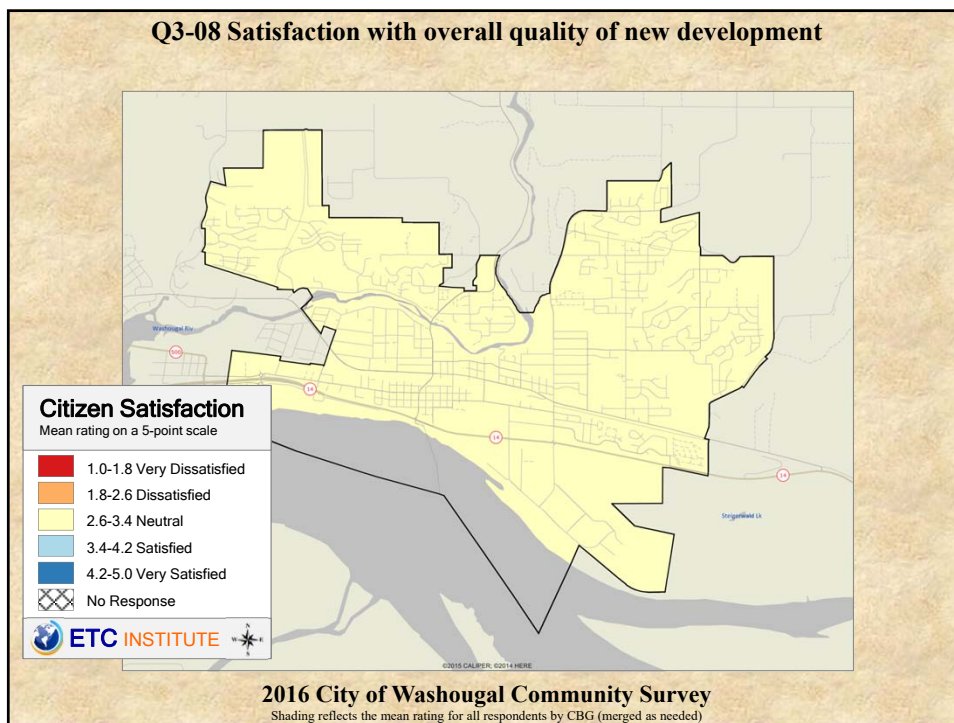 Q3-08 Satisfaction with overall quality of new development
Washougal Riv
500
14
14
14
Steigerwald Lk
Citizen Satisfaction
Mean rating on a 5-point scale
1.0-1.8 Very Dissatisfied
1.8-2.6 Dissatisfied
2.6-3.4 Neutral
3.4-4.2 Satisfied
4.2-5.0 Very Satisfied
No Response
ETC INSTITUTE
N
W E
S
©2015 CALIPER; ©2014 HERE
2016 City of Washougal Community Survey
Shading reflects the mean rating for all respondents by CBG (merged as needed)